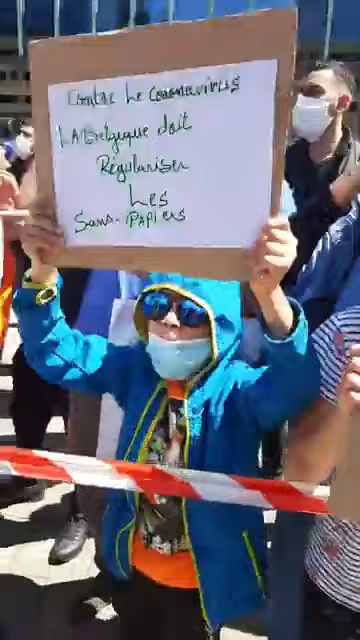 Contre Le Coronavirus
LA Belgique doit
Régulariser
Les
Sans-PAPiers